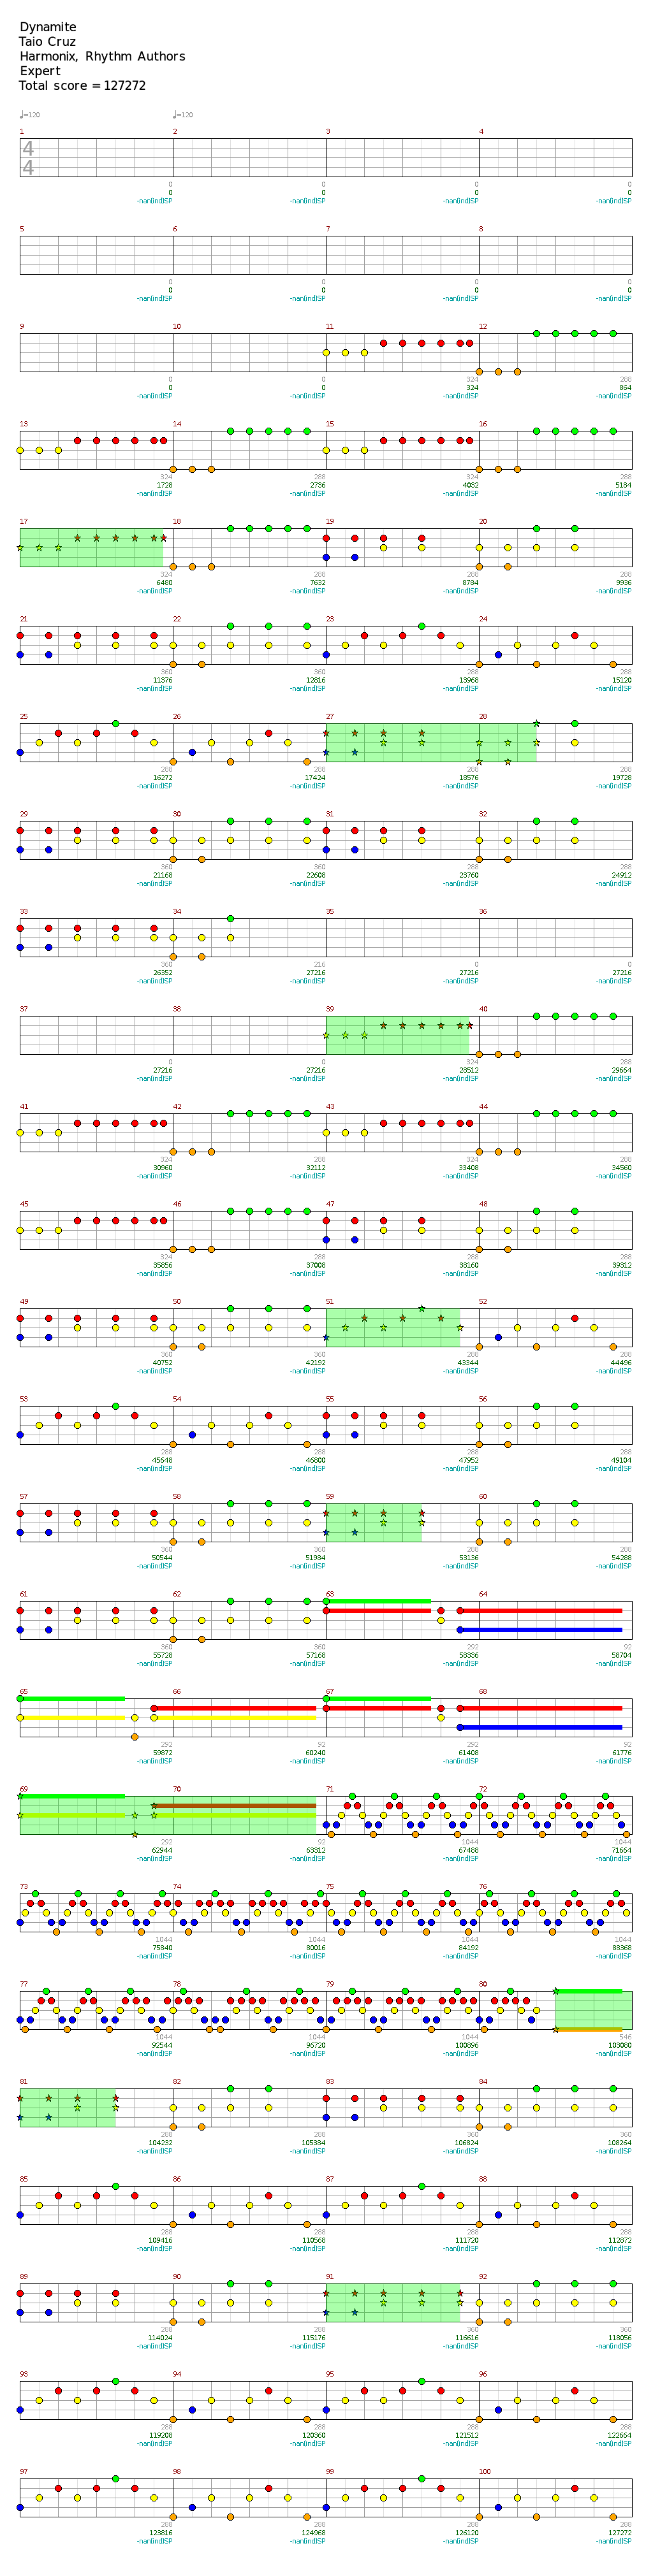 Dynamite
Taio Cruz
Harmonix, Rhythm Authors
Expert
Total score = 127272
♩=120 ♩=120
1 2 3 4
4
4
0 0 0 0
0 0 0 0
-nan(ind)SP -nan(ind)SP -nan(ind)SP -nan(ind)SP
5 6 7 8
0 0 0 0
0 0 0 0
-nan(ind)SP -nan(ind)SP -nan(ind)SP -nan(ind)SP
9 10 11 12
0 0 324 288
0 0 324 864
-nan(ind)SP -nan(ind)SP -nan(ind)SP -nan(ind)SP
13 14 15 16
324 288 324 288
1728 2736 4032 5184
-nan(ind)SP -nan(ind)SP -nan(ind)SP -nan(ind)SP
17 18 19 20
324 288 288 288
6480 7632 8784 9936
-nan(ind)SP -nan(ind)SP -nan(ind)SP -nan(ind)SP
21 22 23 24
360 360 288 288
11376 12816 13968 15120
-nan(ind)SP -nan(ind)SP -nan(ind)SP -nan(ind)SP
25 26 27 28
288 288 288 288
16272 17424 18576 19728
-nan(ind)SP -nan(ind)SP -nan(ind)SP -nan(ind)SP
29 30 31 32
360 360 288 288
21168 22608 23760 24912
-nan(ind)SP -nan(ind)SP -nan(ind)SP -nan(ind)SP
33 34 35 36
360 216 0 0
26352 27216 27216 27216
-nan(ind)SP -nan(ind)SP -nan(ind)SP -nan(ind)SP
37 38 39 40
0 0 324 288
27216 27216 28512 29664
-nan(ind)SP -nan(ind)SP -nan(ind)SP -nan(ind)SP
41 42 43 44
324 288 324 288
30960 32112 33408 34560
-nan(ind)SP -nan(ind)SP -nan(ind)SP -nan(ind)SP
45 46 47 48
324 288 288 288
35856 37008 38160 39312
-nan(ind)SP -nan(ind)SP -nan(ind)SP -nan(ind)SP
49 50 51 52
360 360 288 288
40752 42192 43344 44496
-nan(ind)SP -nan(ind)SP -nan(ind)SP -nan(ind)SP
53 54 55 56
288 288 288 288
45648 46800 47952 49104
-nan(ind)SP -nan(ind)SP -nan(ind)SP -nan(ind)SP
57 58 59 60
360 360 288 288
50544 51984 53136 54288
-nan(ind)SP -nan(ind)SP -nan(ind)SP -nan(ind)SP
61 62 63 64
360 360 292 92
55728 57168 58336 58704
-nan(ind)SP -nan(ind)SP -nan(ind)SP -nan(ind)SP
65 66 67 68
292 92 292 92
59872 60240 61408 61776
-nan(ind)SP -nan(ind)SP -nan(ind)SP -nan(ind)SP
69 70 71 72
292 92 1044 1044
62944 63312 67488 71664
-nan(ind)SP -nan(ind)SP -nan(ind)SP -nan(ind)SP
73 74 75 76
1044 1044 1044 1044
75840 80016 84192 88368
-nan(ind)SP -nan(ind)SP -nan(ind)SP -nan(ind)SP
77 78 79 80
1044 1044 1044 546
92544 96720 100896 103080
-nan(ind)SP -nan(ind)SP -nan(ind)SP -nan(ind)SP
81 82 83 84
288 288 360 360
104232 105384 106824 108264
-nan(ind)SP -nan(ind)SP -nan(ind)SP -nan(ind)SP
85 86 87 88
288 288 288 288
109416 110568 111720 112872
-nan(ind)SP -nan(ind)SP -nan(ind)SP -nan(ind)SP
89 90 91 92
288 288 360 360
114024 115176 116616 118056
-nan(ind)SP -nan(ind)SP -nan(ind)SP -nan(ind)SP
93 94 95 96
288 288 288 288
119208 120360 121512 122664
-nan(ind)SP -nan(ind)SP -nan(ind)SP -nan(ind)SP
97 98 99 100
288 288 288 288
123816 124968 126120 127272
-nan(ind)SP -nan(ind)SP -nan(ind)SP -nan(ind)SP